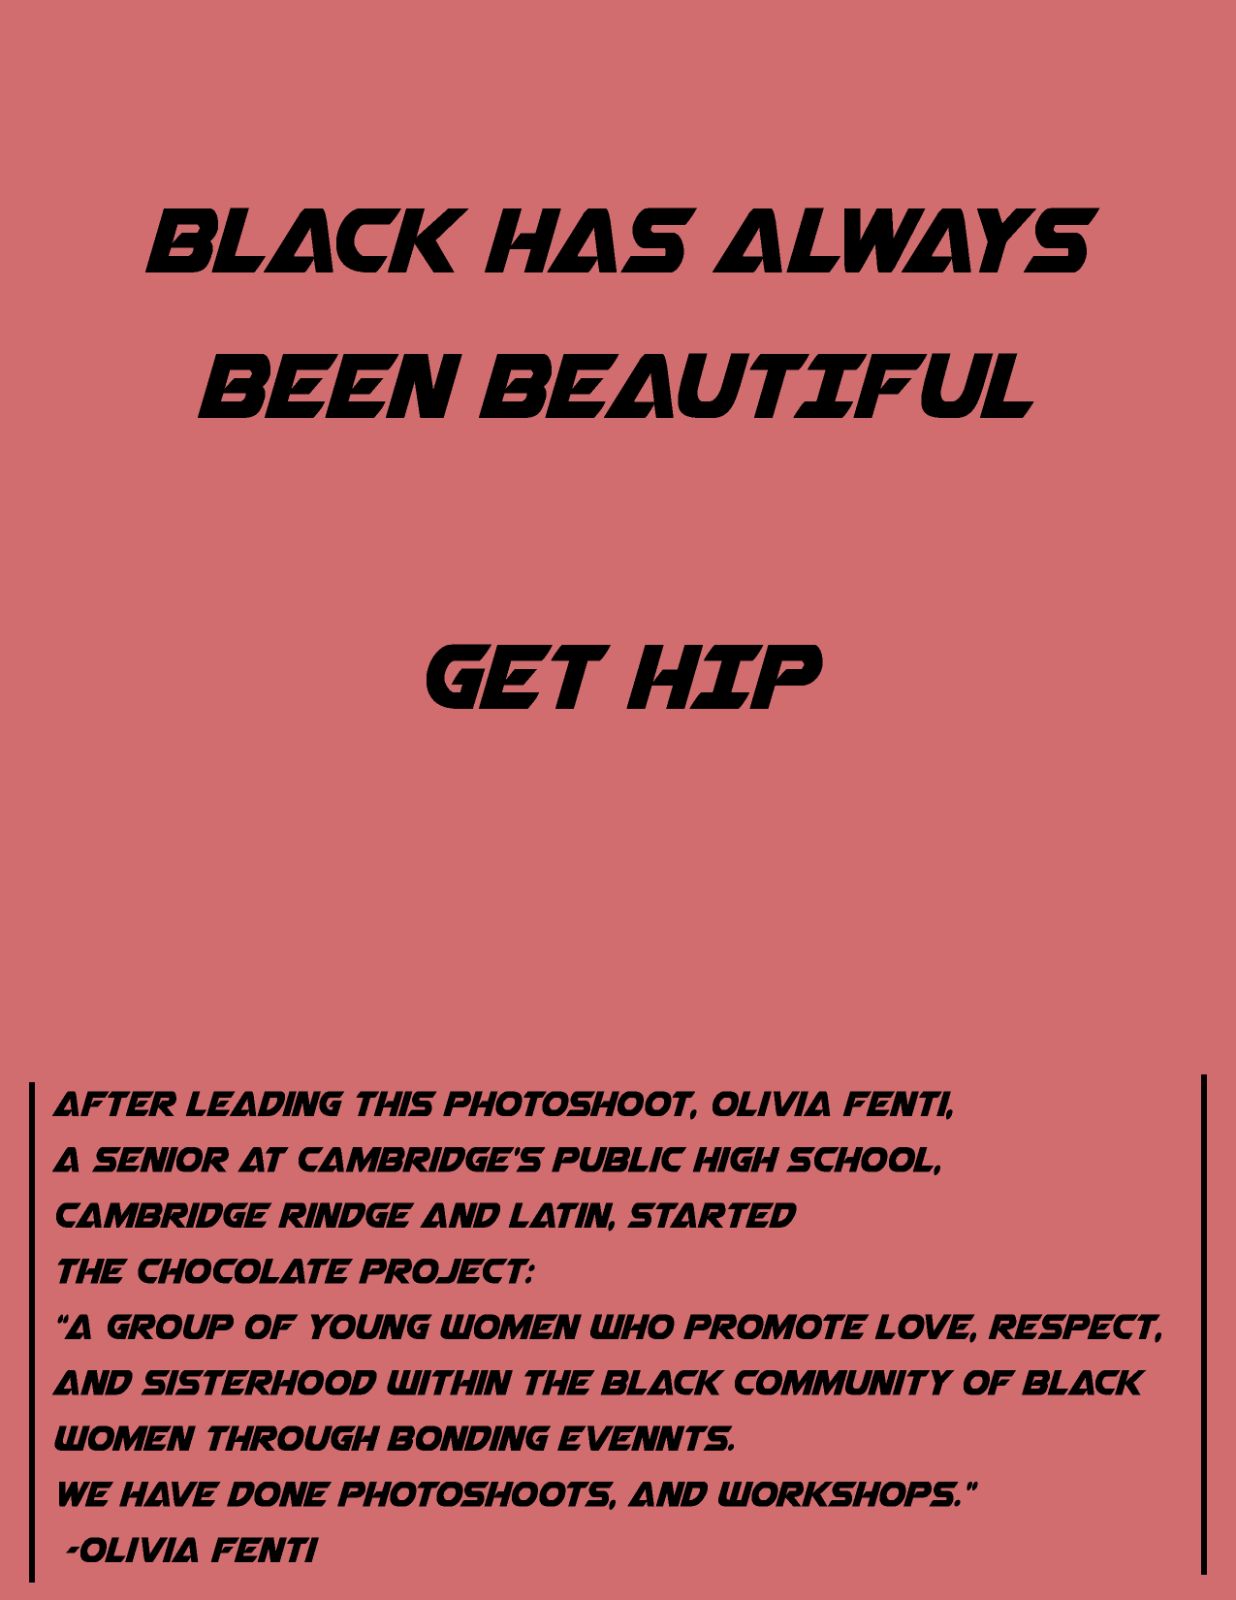 BLACK HAS ALWAYS
BEEN BEAUTIFUL
GET HIP
AFTER LEADING THIS PHOTOSHOOT, OLIVIA FENTI,
A SENIOR AT CAMBRIDGE'S PUBLIC HIGH SCHOOL,
CAMBRIDGE RINDGE AND LATIN, STARTED
THE CHOCOLATE PROJECT:
"A GROUP OF YOUNG WOMEN WHO PROMOTE LOVE, RESPECT,
AND SISTERHOOD WITHIN THE BLACK COMMUNITY OF BLACK
WOMEN THROUGH BONDING EVENNTS.
WE HAVE DONE PHOTOSHOOTS, AND WORKSHOPS."
-OLIVIA FENTI